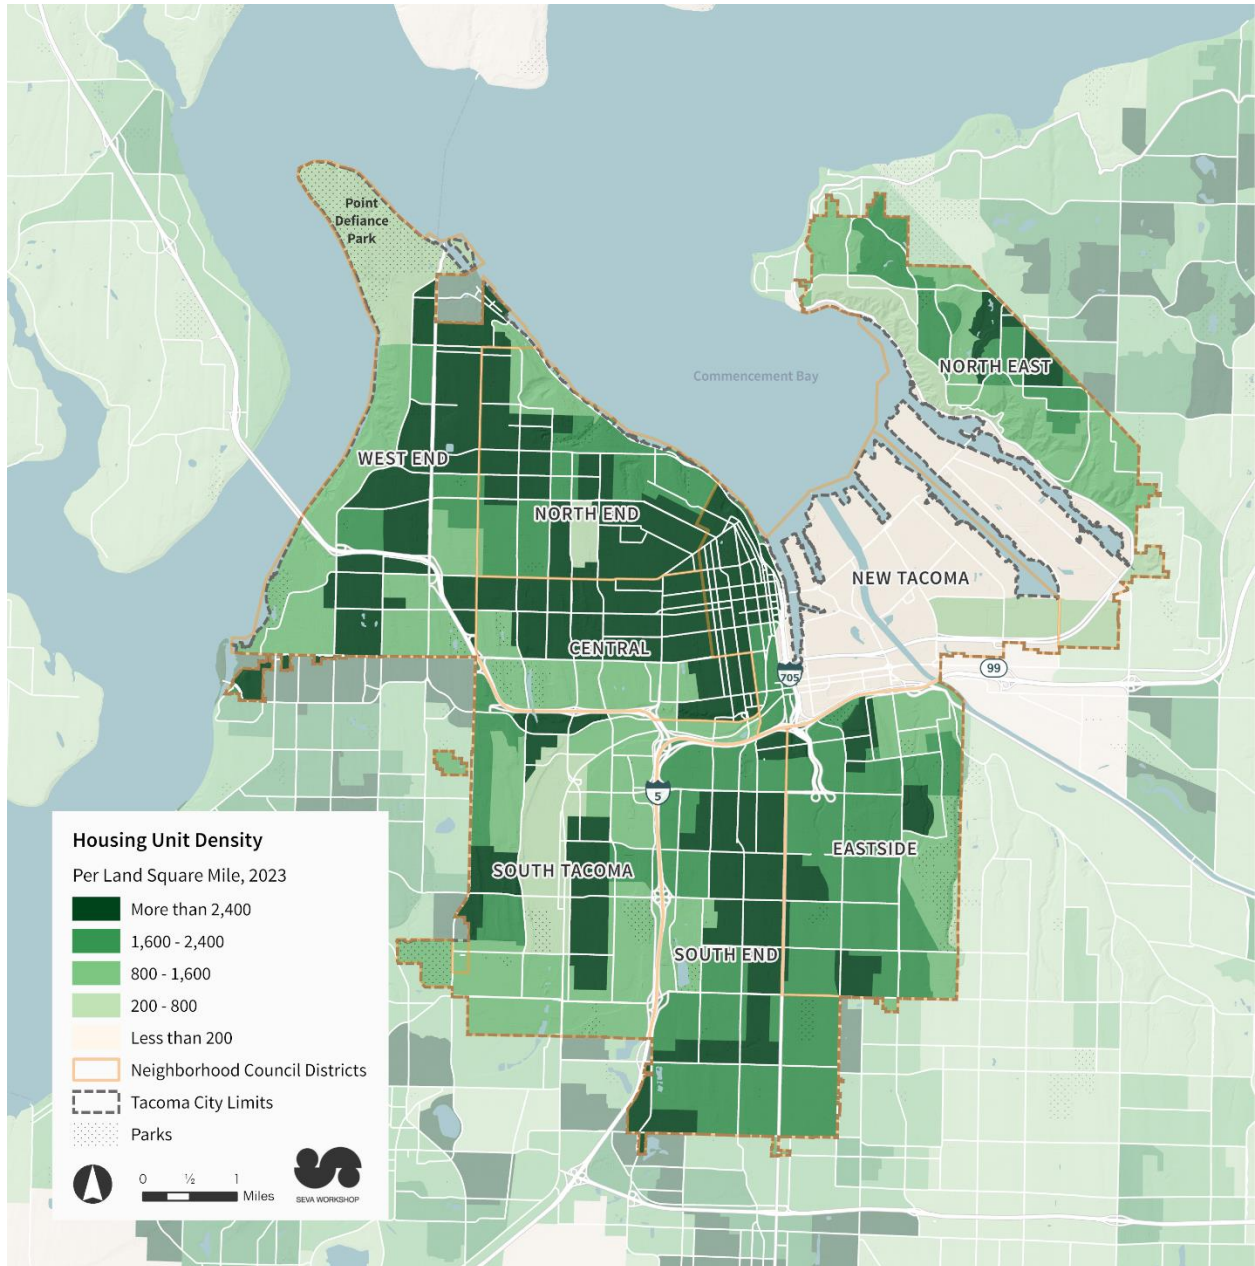 Point
Defiance
Park
Commencement Bay
NORTH EAST
WEST END
NORTH END
NEW TACOMA
CENTRAL
705
99
5
EASTSIDE
SOUTH TACOMA
SOUTH END
Housing Unit Density
Per Land Square Mile, 2023
More than 2,400
1,600 - 2,400
800 - 1,600
200 - 800
Less than 200
Neighborhood Council Districts
Tacoma City Limits
Parks
0 ½ 1
Miles
SEVA WORKSHOP